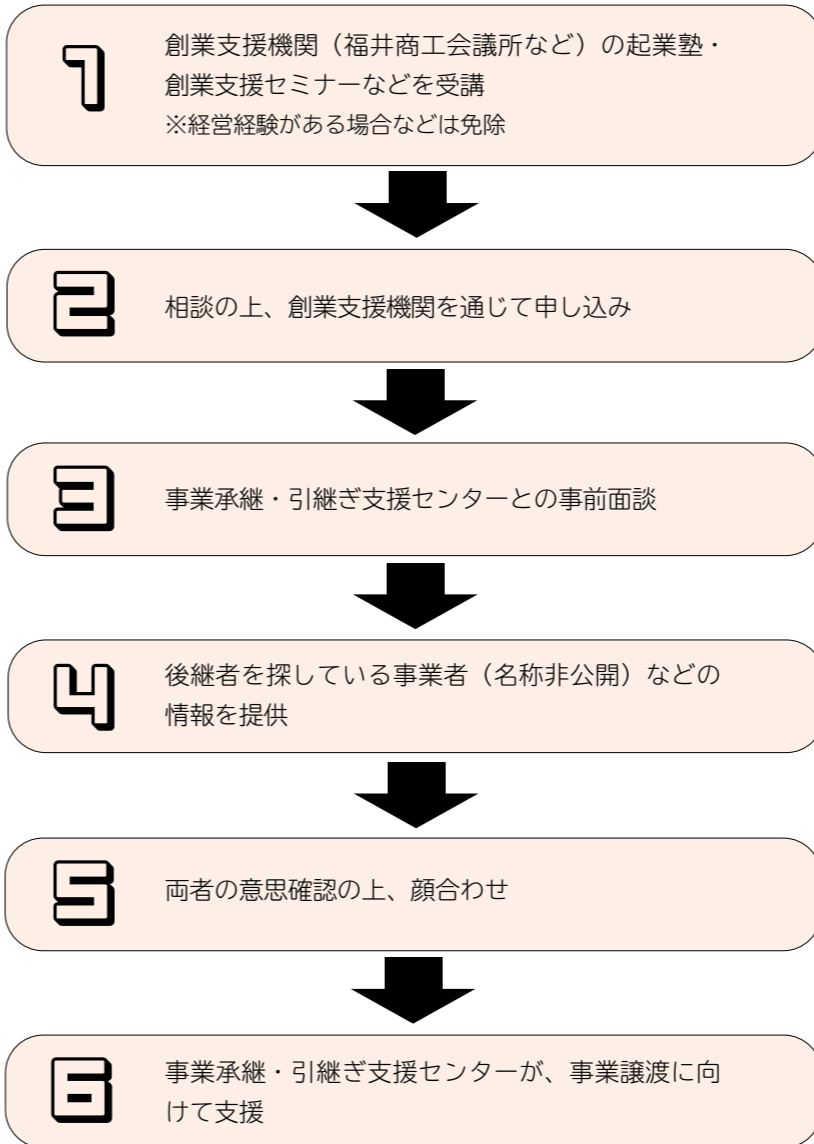 1
創業支援機関（福井商工会議所など）の起業塾・
創業支援セミナーなどを受講
※経営経験がある場合などは免除
2
相談の上、創業支援機関を通じて申し込み
3
事業承継・引継ぎ支援センターとの事前面談
4
後継者を探している事業者（名称非公開）などの
情報を提供
5
両者の意思確認の上、顔合わせ
6
事業承継・引継ぎ支援センターが、事業譲渡に向
けて支援